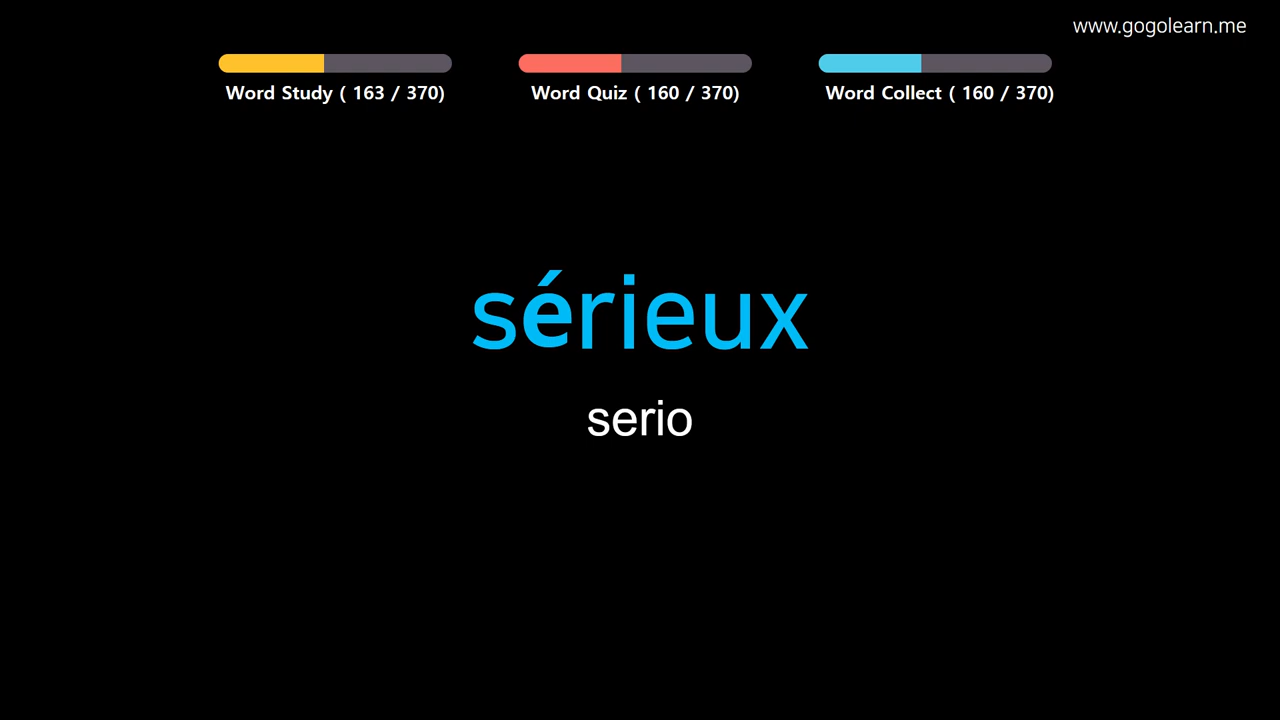 www.gogolearn.me
Word Study ( 163 / 370)
Word Quiz ( 160 / 370)
Word Collect ( 160 / 370)
sérieux
serio